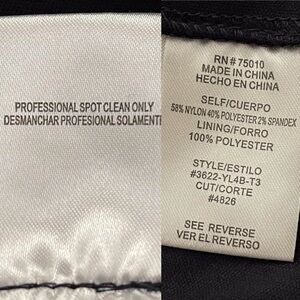 PROFESSIONAL SPOT CLEAN ONLY
DESMANCHAR PROFESIONAL SOLAMENT
RN # 75010
MADE IN CHINA
HECHO EN CHINA
SELF/CUERPO
58% NYLON 40% POLYESTER 2% SPANDEX
LINING/FORRO
100% POLYESTER
STYLE/ESTILO
#3622-YL4B-T3
CUT/CORTE
#4826
SEE REVERSE
VER EL REVERSO